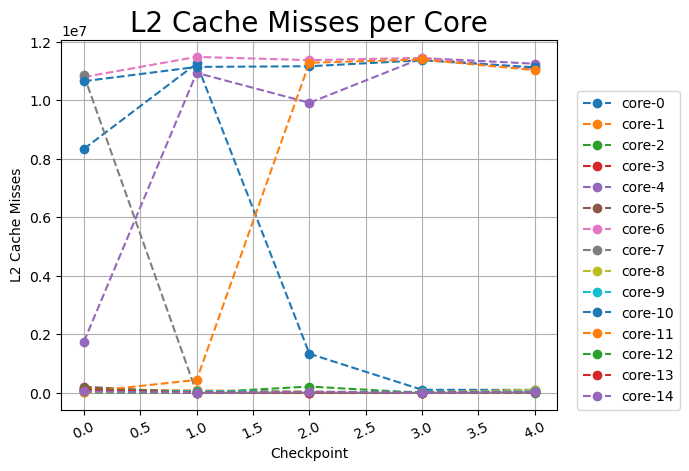 L2 Cache Misses per Core
1e7
1.2
1.0
0.8
0.6
0.4
0.2
0.0
L2 Cache Misses
0.0 0.5 1.0 1.5 2.0 2.5 3.0 3.5 4.0
Checkpoint
core-0
core-1
core-2
core-3
core-4
core-5
core-6
core-7
core-8
core-9
core-10
core-11
core-12
core-13
core-14